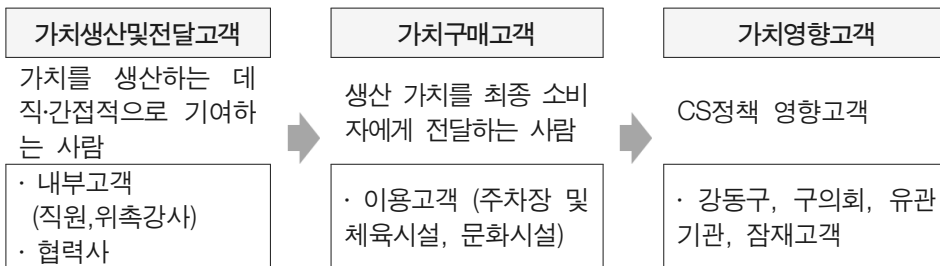 가치생산및전달고객
가치를 생산하는 데
직·간접적으로 기여하
는 사람
· 내부고객
(직원,위촉강사)
· 협력사
가치구매고객
생산 가치를 최종 소비
자에게 전달하는 사람
· 이용고객 (주차장 및
체육시설, 문화시설)
가치영향고객
CS정책 영향고객
· 강동구, 구의회, 유관
기관, 잠재고객